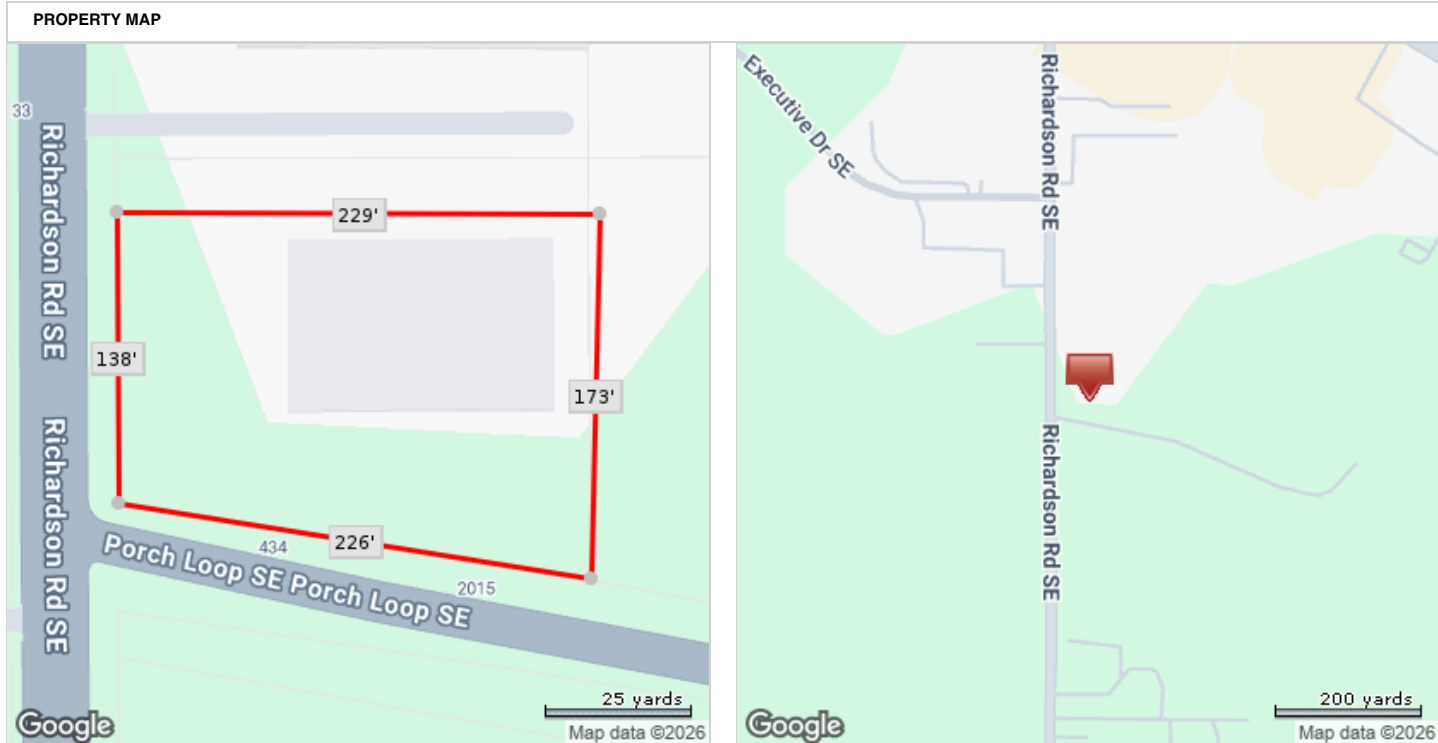 PROPERTY MAP
33
Richardson Rd SE
229'
138'
173'
Richardson Rd SE
226'
434
Porch Loop SE Porch Loop SE
2015
25 yards
Google
Map data ©2026
Executive Dr SE
Richardson Rd SE
Richardson Rd SE
200 yards
Google
Map data ©2026